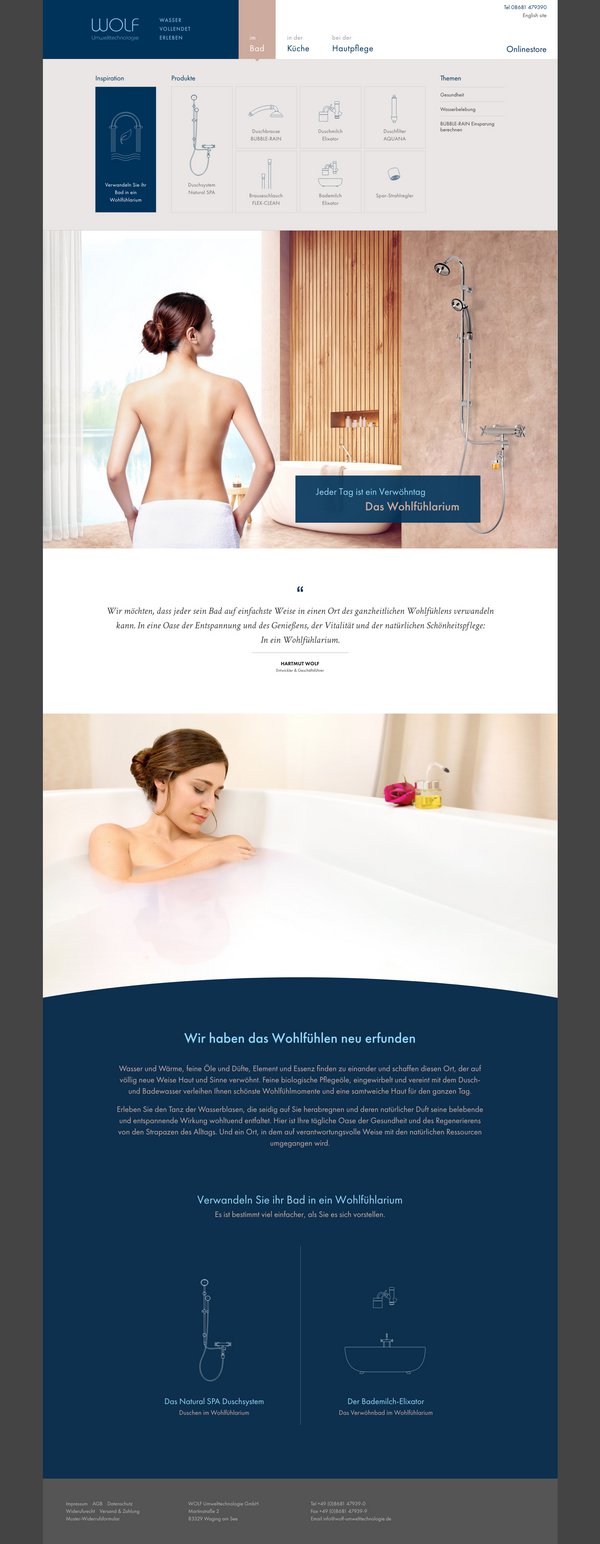 WOLF
Umwelttechnologie
WASSER
VOLLENDET
ERLEBEN
im
Bad
in der
Küche
bei der
Hautpflege
Tel 08681 479390
English site
Onlinestore
Inspiration
Verwandeln Sie ihr
Bad in ein
Wohlfühlarium
Produkte
Duschsystem
Natural SPA
Duschbrause
BUBBLE-RAIN
Duschmilch
Elixator
Duschfilter
AQUANA
Brauseschlauch
FLEX-CLEAN
Bademilch
Elixator
Spar-Strahlregler
Themen
Gesundheit
Wasserbelebung
BUBBLE-RAIN Einsparung
berechnen
Jeder Tag ist ein Verwöhntag
Das Wohlfühlarium
“
Wir möchten, dass jeder sein Bad auf einfachste Weise in einen Ort des ganzheitlichen Wohlfühlens verwandeln
kann. In eine Oase der Entspannung und des Genießens, der Vitalität und der natürlichen Schönheitspflege:
In ein Wohlfühlarium.
HARTMUT WOLF
Entwickler & Geschäftsführer
Wir haben das Wohlfühlen neu erfunden
Wasser und Wärme, feine Öle und Düfte, Element und Essenz finden zu einander und schaffen diesen Ort, der auf
völlig neue Weise Haut und Sinne verwöhnt. Feine biologische Pflegeöle, eingewirbelt und vereint mit dem Dusch-
und Badewasser verleihen Ihnen schönste Wohlfühlmomente und eine samtweiche Haut für den ganzen Tag.
Erleben Sie den Tanz der Wasserblasen, die seidig auf Sie herabregnen und deren natürlicher Duft seine belebende
und entspannende Wirkung wohltuend entfaltet. Hier ist Ihre tägliche Oase der Gesundheit und des Regenerierens
von den Strapazen des Alltags. Und ein Ort, in dem auf verantwortungsvolle Weise mit den natürlichen Ressourcen
umgegangen wird.
Verwandeln Sie ihr Bad in ein Wohlfühlarium
Es ist bestimmt viel einfacher, als Sie es sich vorstellen.
Das Natural SPA Duschsystem
Duschen im Wohlfühlarium
Der Bademilch-Elixator
Das Verwöhnbad im Wohlfühlarium
Impressum AGB Datenschutz
Widerrufsrecht Versand & Zahlung
Muster-Widerrufsformular
WOLF Umwelttechnologie GmbH
Martinstraße 2
83329 Waging am See
Tel +49 (0)8681 47939-0
Fax +49 (0)8681 47939-9
Email info@wolf-umwelttechnologie.de